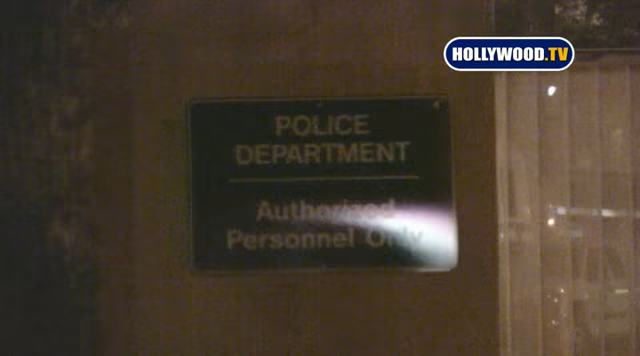 HOLLYWOOD.TV
POLICE
DEPARTMENT
Authorized
Personnel Only